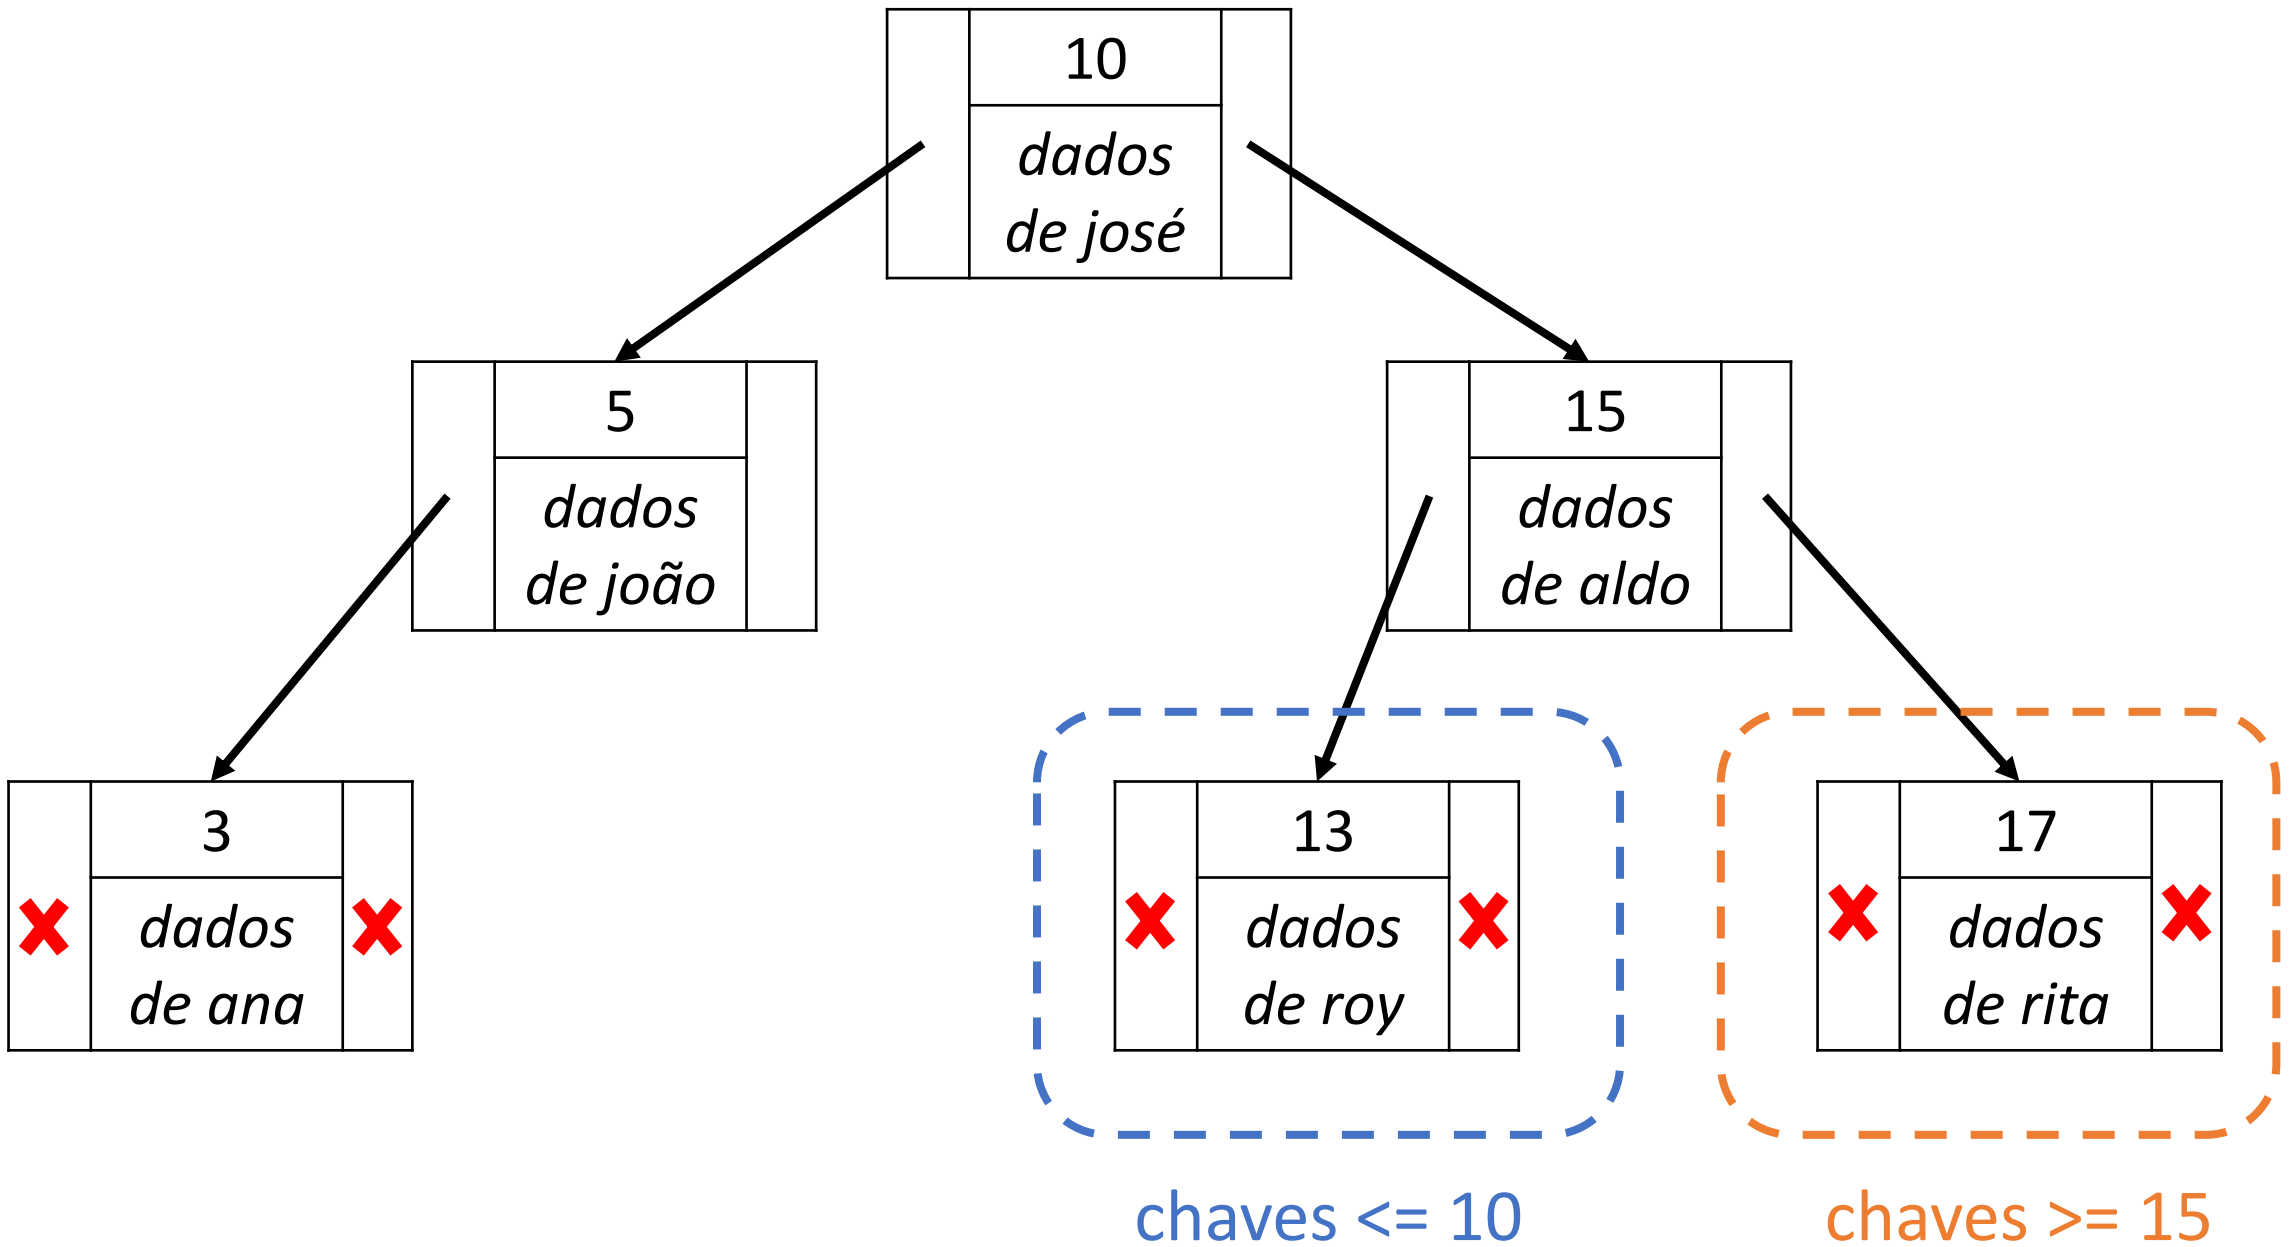 10
dados
de josé
5
dados
de joão
15
dados
de aldo
3
dados
de ana
13
dados
de roy
17
dados
de rita
chaves <= 10
chaves >= 15